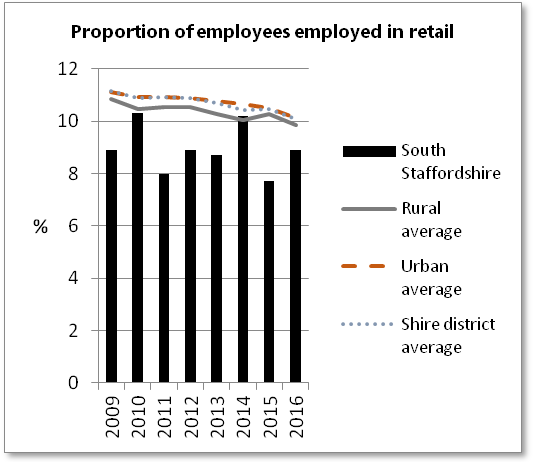 Proportion of employees employed in retail
12
10
8
6
4
2
0
%
2009
2010
2011
2012
2013
2014
2015
2016
South
Staffordshire
Rural
average
Urban
average
Shire district
average